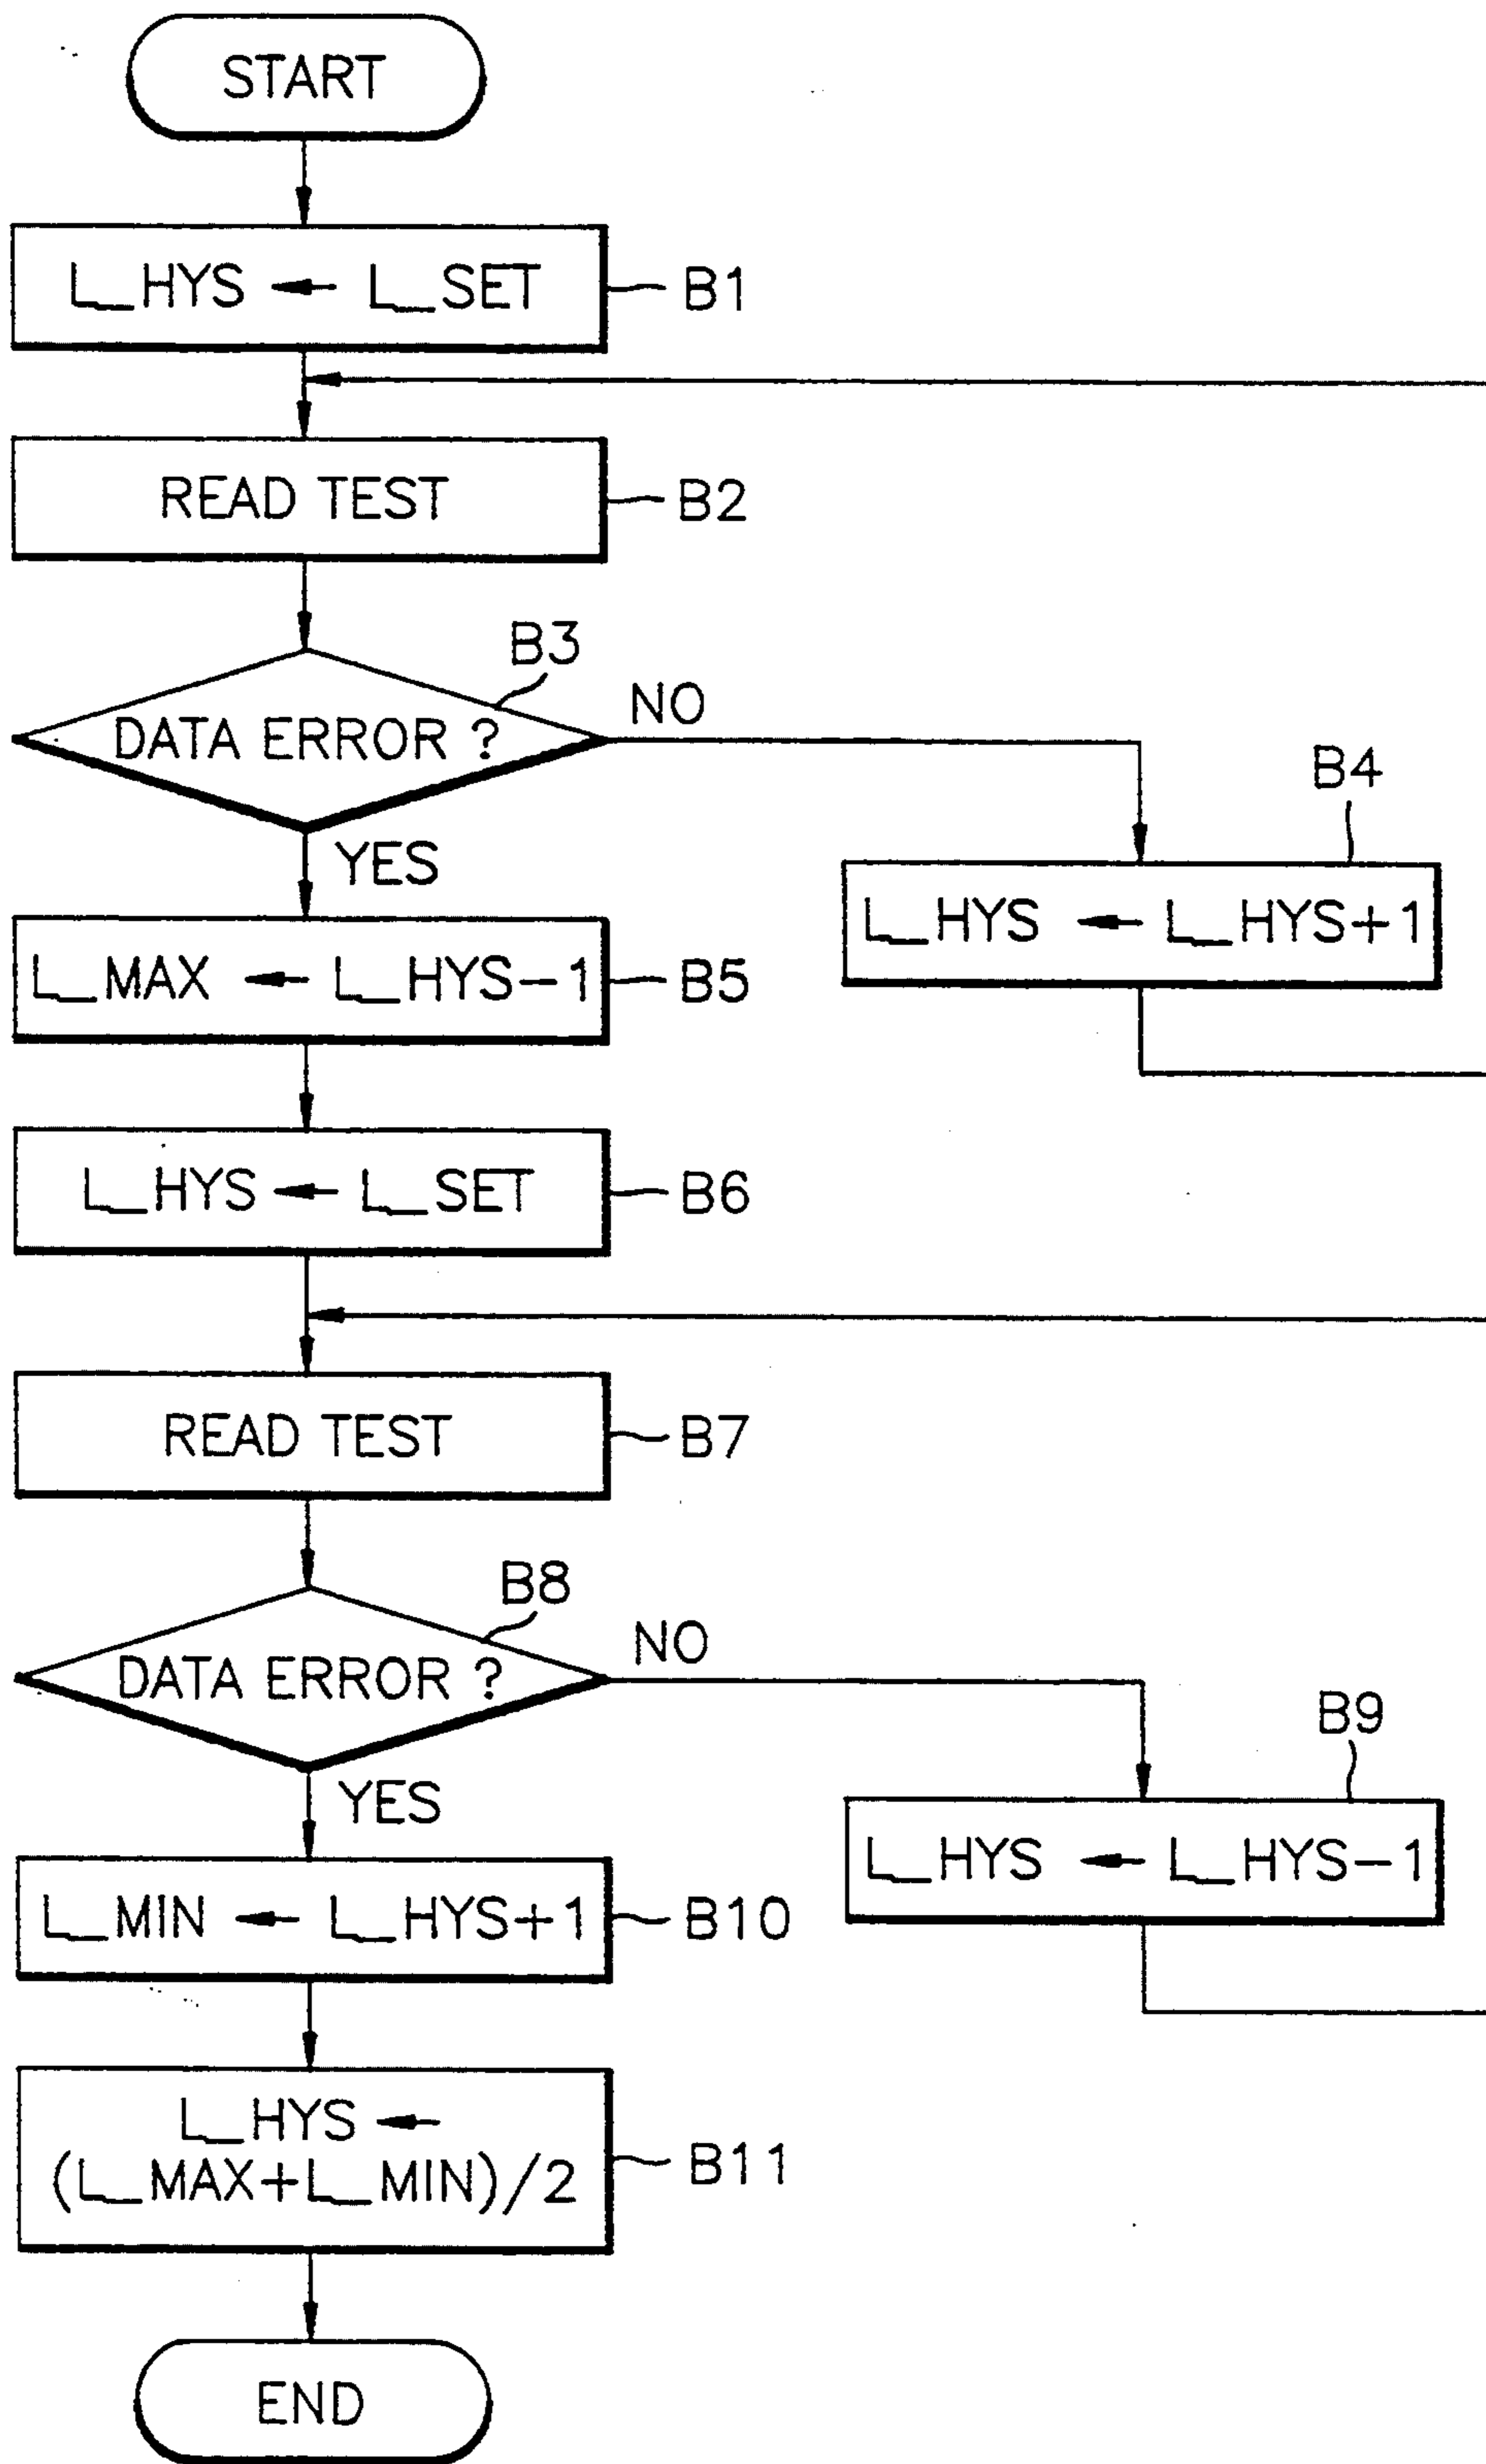 START
L_HYS ← L_SET
B1
READ TEST
B2
B3
DATA ERROR ?
NO
YES
B4
L_HYS ← L_HYS+1
L_MAX ← L_HYS-1
B5
L_HYS ← L_SET
B6
READ TEST
B7
B8
DATA ERROR ?
NO
YES
B9
L_HYS ← L_HYS-1
L_MIN ← L_HYS+1
B10
L_HYS ←
(L_MAX+L_MIN)/2
B11
END